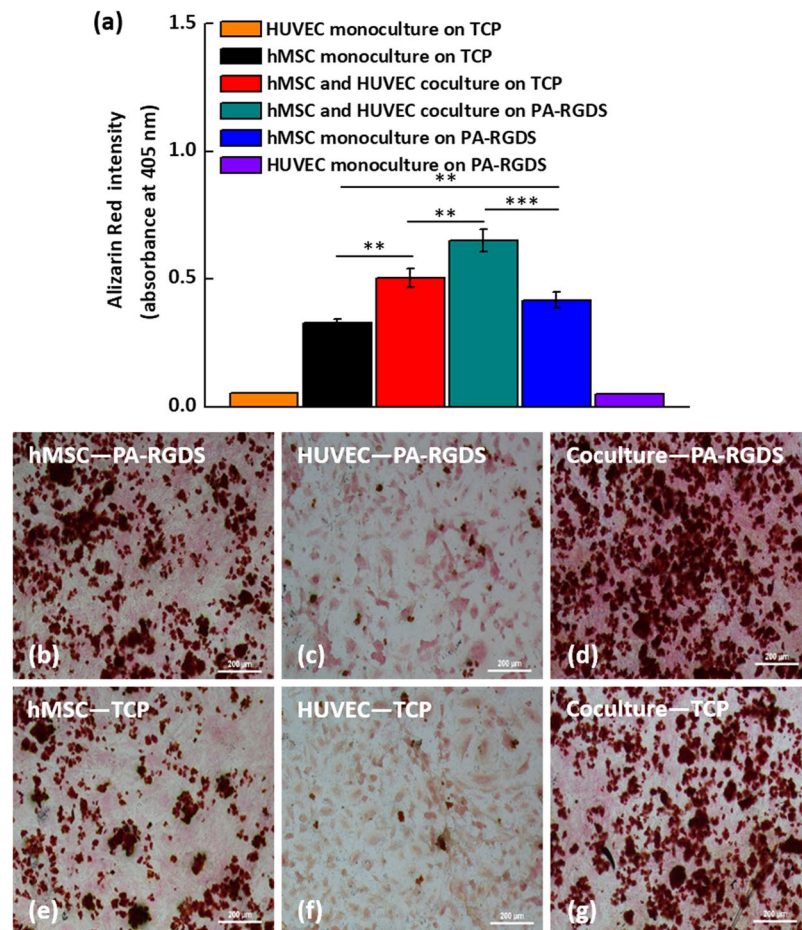 (a)
1.5
1.0
0.5
0.0
Alizarin Red intensity
(absorbance at 405 nm)
HUVEC monoculture on TCP
hMSC monoculture on TCP
hMSC and HUVEC coculture on TCP
hMSC and HUVEC coculture on PA-RGDS
hMSC monoculture on PA-RGDS
HUVEC monoculture on PA-RGDS
**
** ***
**
hMSC—PA-RGDS
(b)
200 µm
HUVEC—PA-RGDS
(c)
200 µm
Coculture—PA-RGDS
(d)
200 µm
hMSC—TCP
(e)
200 µm
HUVEC—TCP
(f)
200 µm
Coculture—TCP
(g)
200 µm